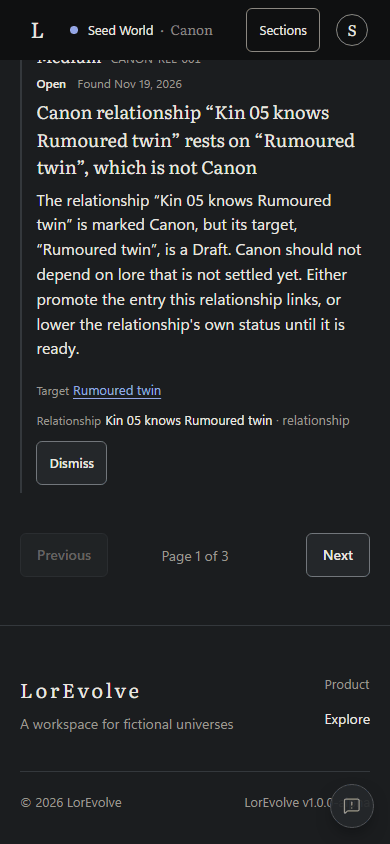 L
Seed World · Canon
Sections
S
Open Found Nov 19, 2026
Canon relationship “Kin 05 knows
Rumoured twin” rests on “Rumoured
twin”, which is not Canon
The relationship “Kin 05 knows Rumoured
twin” is marked Canon, but its target,
“Rumoured twin”, is a Draft. Canon should not
depend on lore that is not settled yet. Either
promote the entry this relationship links, or
lower the relationship's own status until it is
ready.
Target Rumoured twin
Relationship Kin 05 knows Rumoured twin · relationship
Dismiss
Previous
Page 1 of 3
Next
LorEvolve
Product
A workspace for fictional universes
Explore
© 2026 LorEvolve
LorEvolve